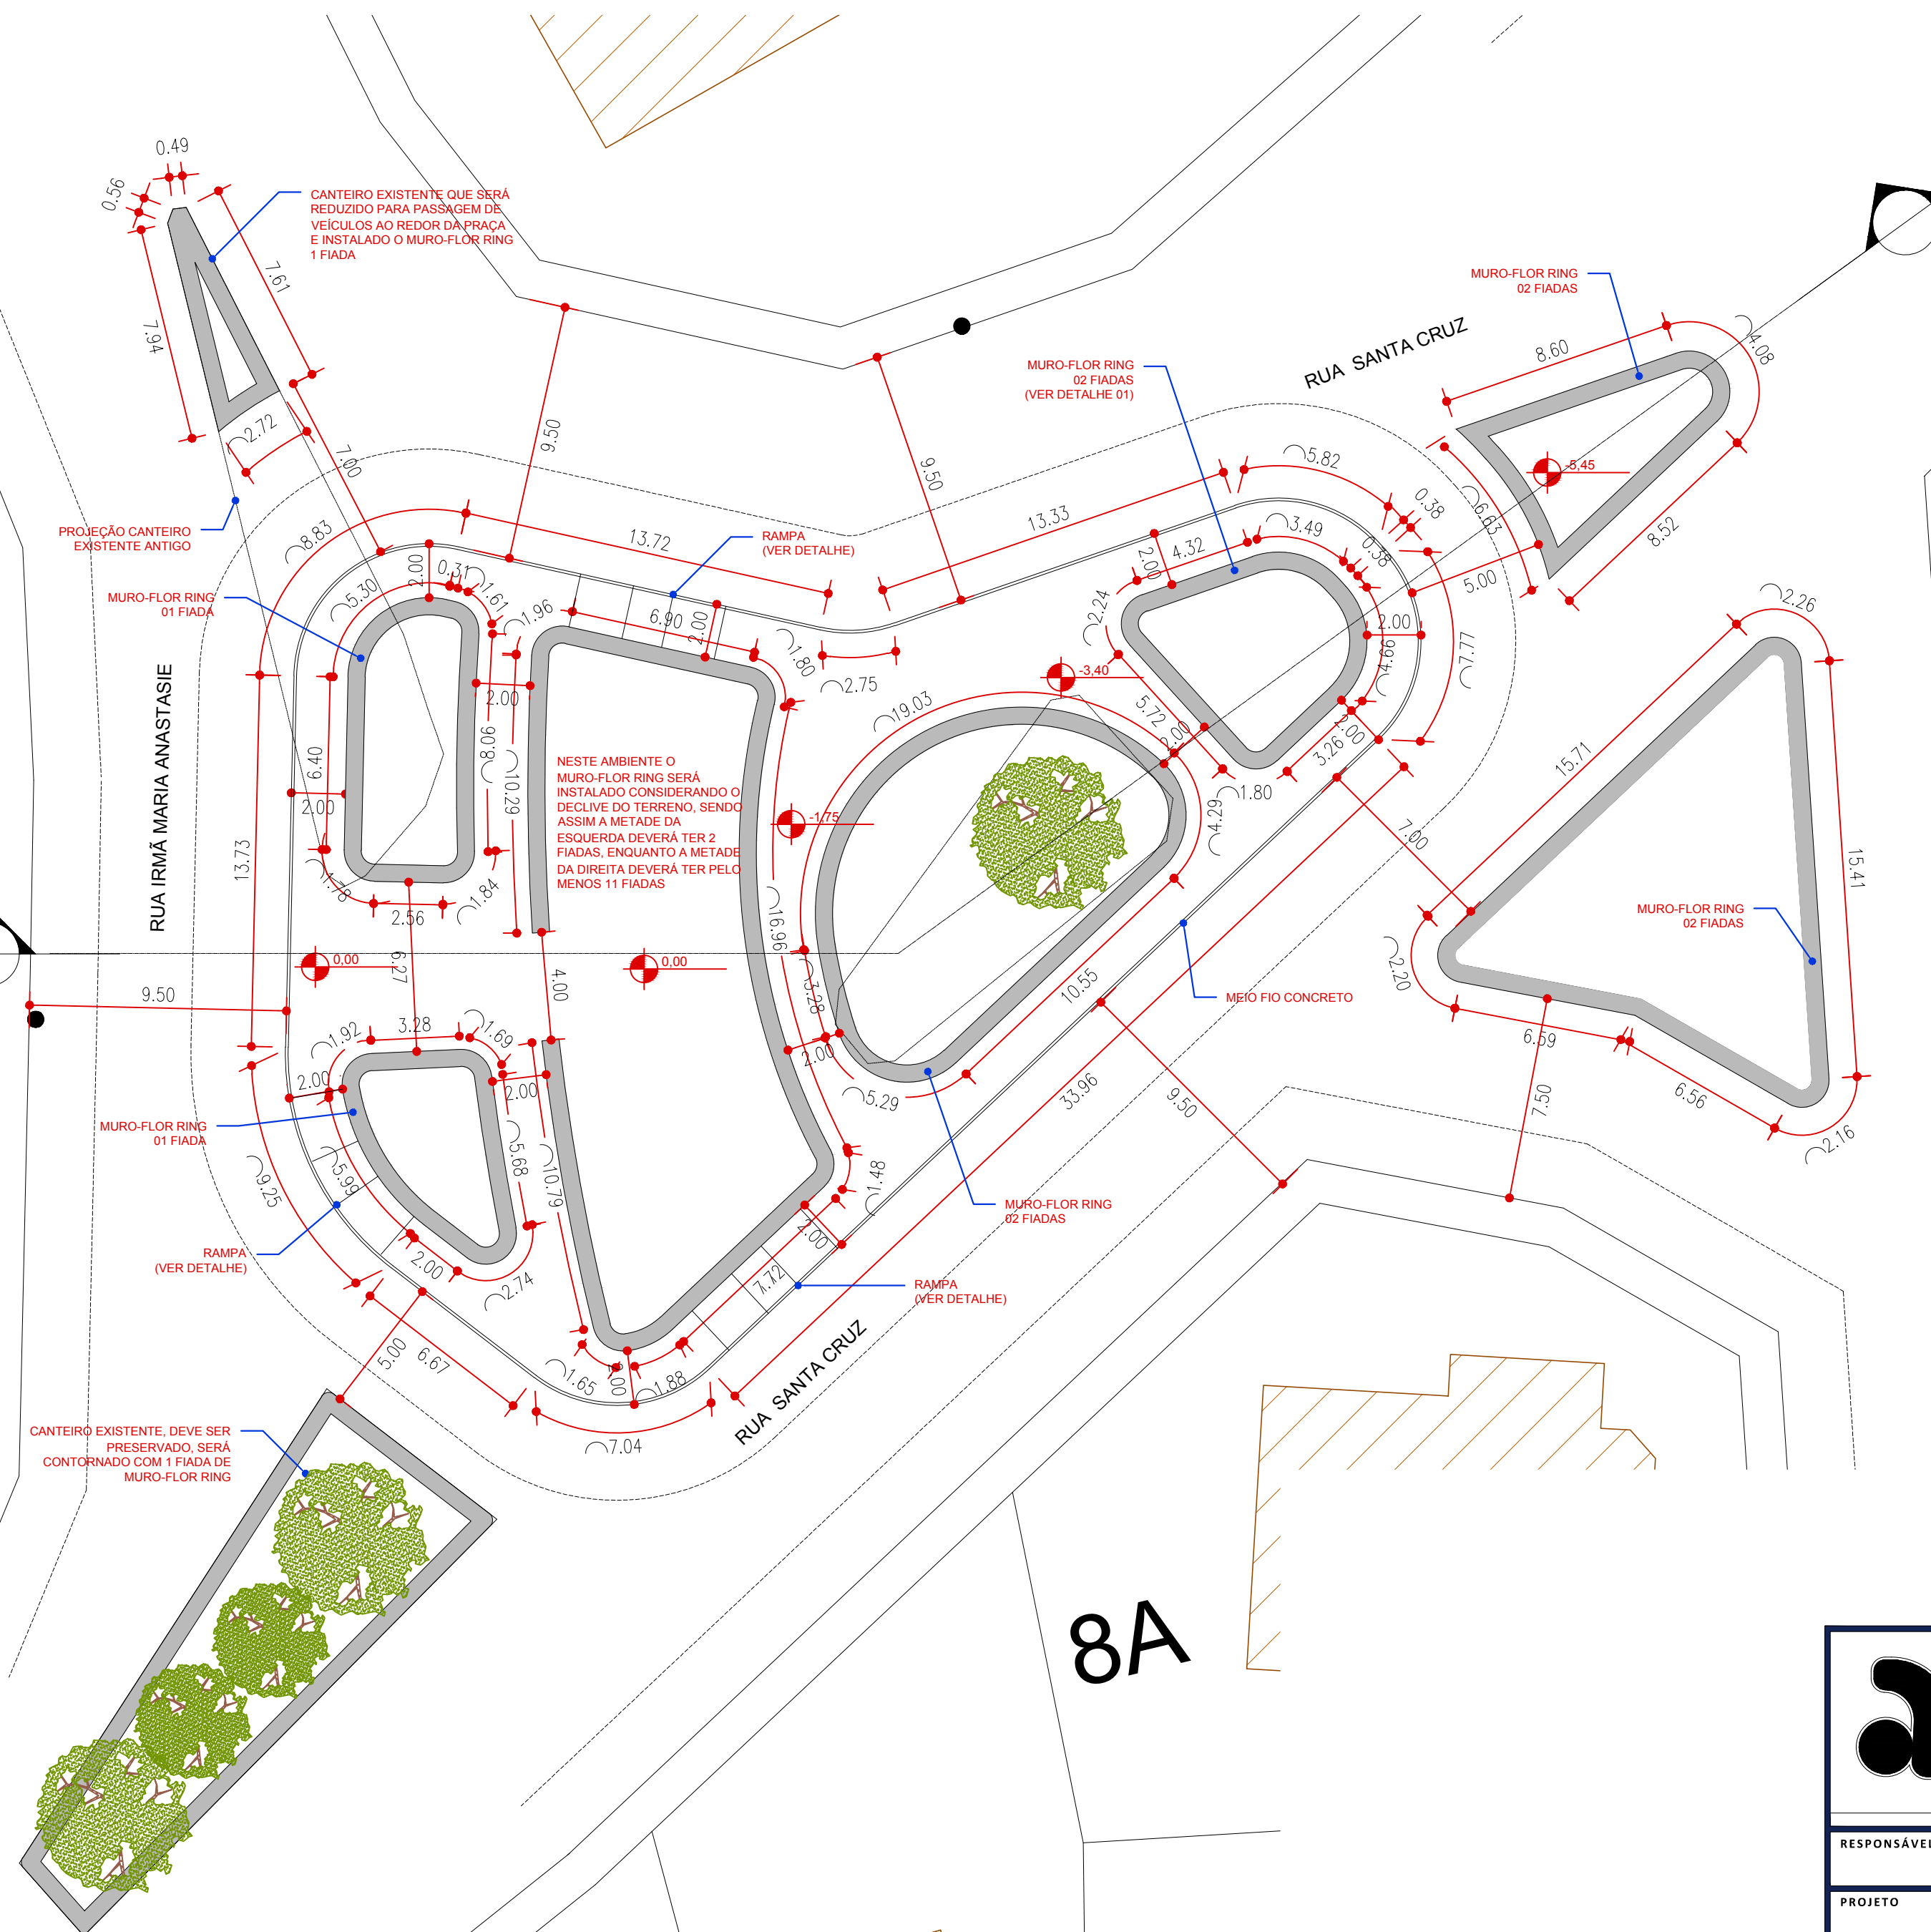 0.49
0.56
CANTEIRO EXISTENTE QUE SERÁ
REDUZIDO PARA PASSAGEM DE
VEÍCULOS AO REDOR DA PRAÇA
E INSTALADO O MURO-FLOR RING
1 FIADA
7.61
7.94
2.72
7.00
PROJEÇÃO CANTEIRO
EXISTENTE ANTIGO
8.83
9.50
9.50
MURO-FLOR RING
02 FIADAS
(VER DETALHE 01)
RUA SANTA CRUZ
MURO-FLOR RING
02 FIADAS
8.60
4.08
-5,45
6.63
8.52
5.82
0.38
13.33
13.72
RAMPA
(VER DETALHE)
2.00
4.32
3.49
0.38
5.00
2.00
4.66
7.77
2.24
MURO-FLOR RING
01 FIADA
5.30
2.00
0.31
1.61
1.96
6.90
2.00
1.80
2.75
2.00
-3,40
5.72
2.00
3.26
2.00
1.80
19.03
4.29
7.00
2.26
15.71
15.41
RUA IRMÃ MARIA ANASTASIE
6.40
2.00
13.73
8.06
10.29
NESTE AMBIENTE O
MURO-FLOR RING SERÁ
INSTALADO CONSIDERANDO O
DECLIVE DO TERRENO, SENDO
ASSIM A METADE DA
ESQUERDA DEVERÁ TER 2
FIADAS, ENQUANTO A METADE
DA DIREITA DEVERÁ TER PELO
MENOS 11 FIADAS
-1,75
1.78
2.56
1.84
16.96
0,00
6.27
0,00
4.00
3.28
10.55
MEIO FIO CONCRETO
MURO-FLOR RING
02 FIADAS
2.20
6.59
6.56
2.16
7.50
9.50
1.92
3.28
1.69
2.00
2.00
2.00
5.29
33.96
9.50
MURO-FLOR RING
01 FIADA
5.99
5.68
10.79
9.25
1.48
MURO-FLOR RING
02 FIADAS
RAMPA
(VER DETALHE)
2.00
2.74
2.00
7.72
RAMPA
(VER DETALHE)
5.00
6.67
1.65
1.88
7.04
RUA SANTA CRUZ
CANTEIRO EXISTENTE, DEVE SER
PRESERVADO, SERÁ
CONTORNADO COM 1 FIADA DE
MURO-FLOR RING
8A
RESPONSÁVEL
PROJETO